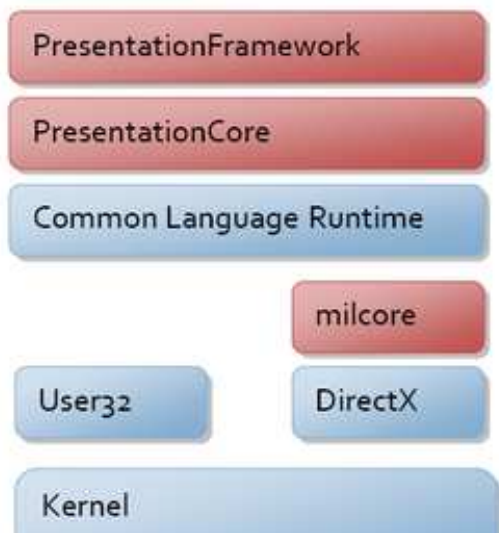 PresentationFramework
PresentationCore
Common Language Runtime
milcore
User32
DirectX
Kernel